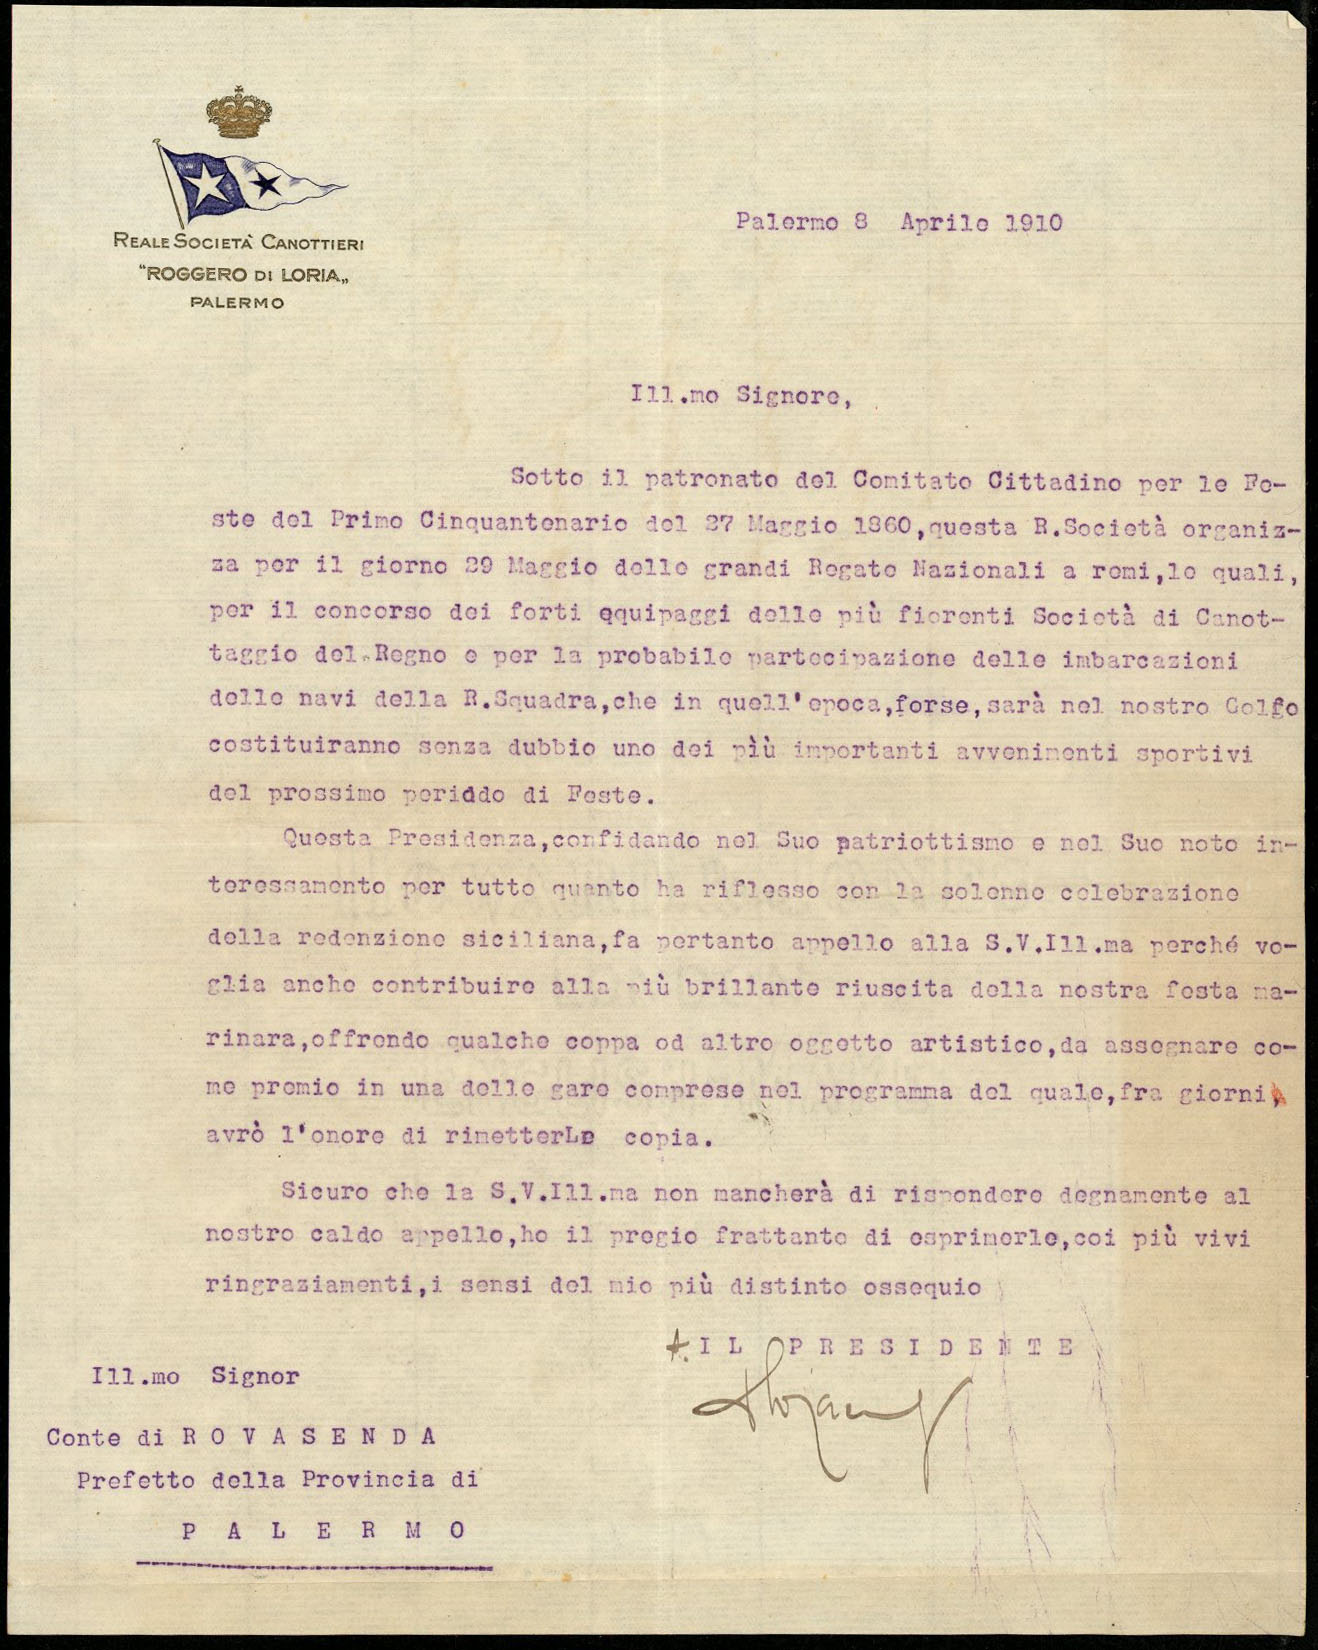 REALE SOCIETÀ CANOTTIERI
"ROGGERO DI LORIA„
PALERMO
Palermo 8 Aprile 1910
Ill.mo Signore,
Sotto il patronato del Comitato Cittadino per le Fe-
ste del Primo Cinquantenario del 27 Maggio 1860,questa R.Società organiz-
za per il giorno 29 Maggio delle grandi Regate Nazionali a remi,le quali,
per il concorso dei forti equipaggi delle più fiorenti Società di Canot-
taggio del Regno e per la probabile partecipazione delle imbarcazioni
delle navi della R.Squadra,che in quell'epoca,forse,sarà nel nostro Golfo
costituiranno senza dubbio uno dei pìù importanti avvenimenti sportivi
del prossimo periddo di Feste.
Questa Presidenza,confidando nel Suo patriottismo e nel Suo noto in-
teressamento per tutto quanto ha riflesso con la solenne celebrazione
della redenzione siciliana,fa pertanto appello alla S.V.Ill.ma perché vo-
glia anche contribuire alla più brillante riuscita della nostra festa ma-
rinara,offrendo qualche coppa od altro oggetto artistico,da assegnare co-
me premio in una delle gare comprese nel programma del quale,fra giorni,
avrò l'onore di rimetterLe copia.
Sicuro che la S.V.Ill.ma non mancherà di rispondere degnamente al
nostro caldo appello,ho il pregio frattanto di esprimerle,coi più vivi
ringraziamenti,i sensi del mio più distinto ossequio
IL PRESIDENTE
Ill.mo Signor
Conte di ROVASENDA
Prefetto della Provincia di
PALERMO